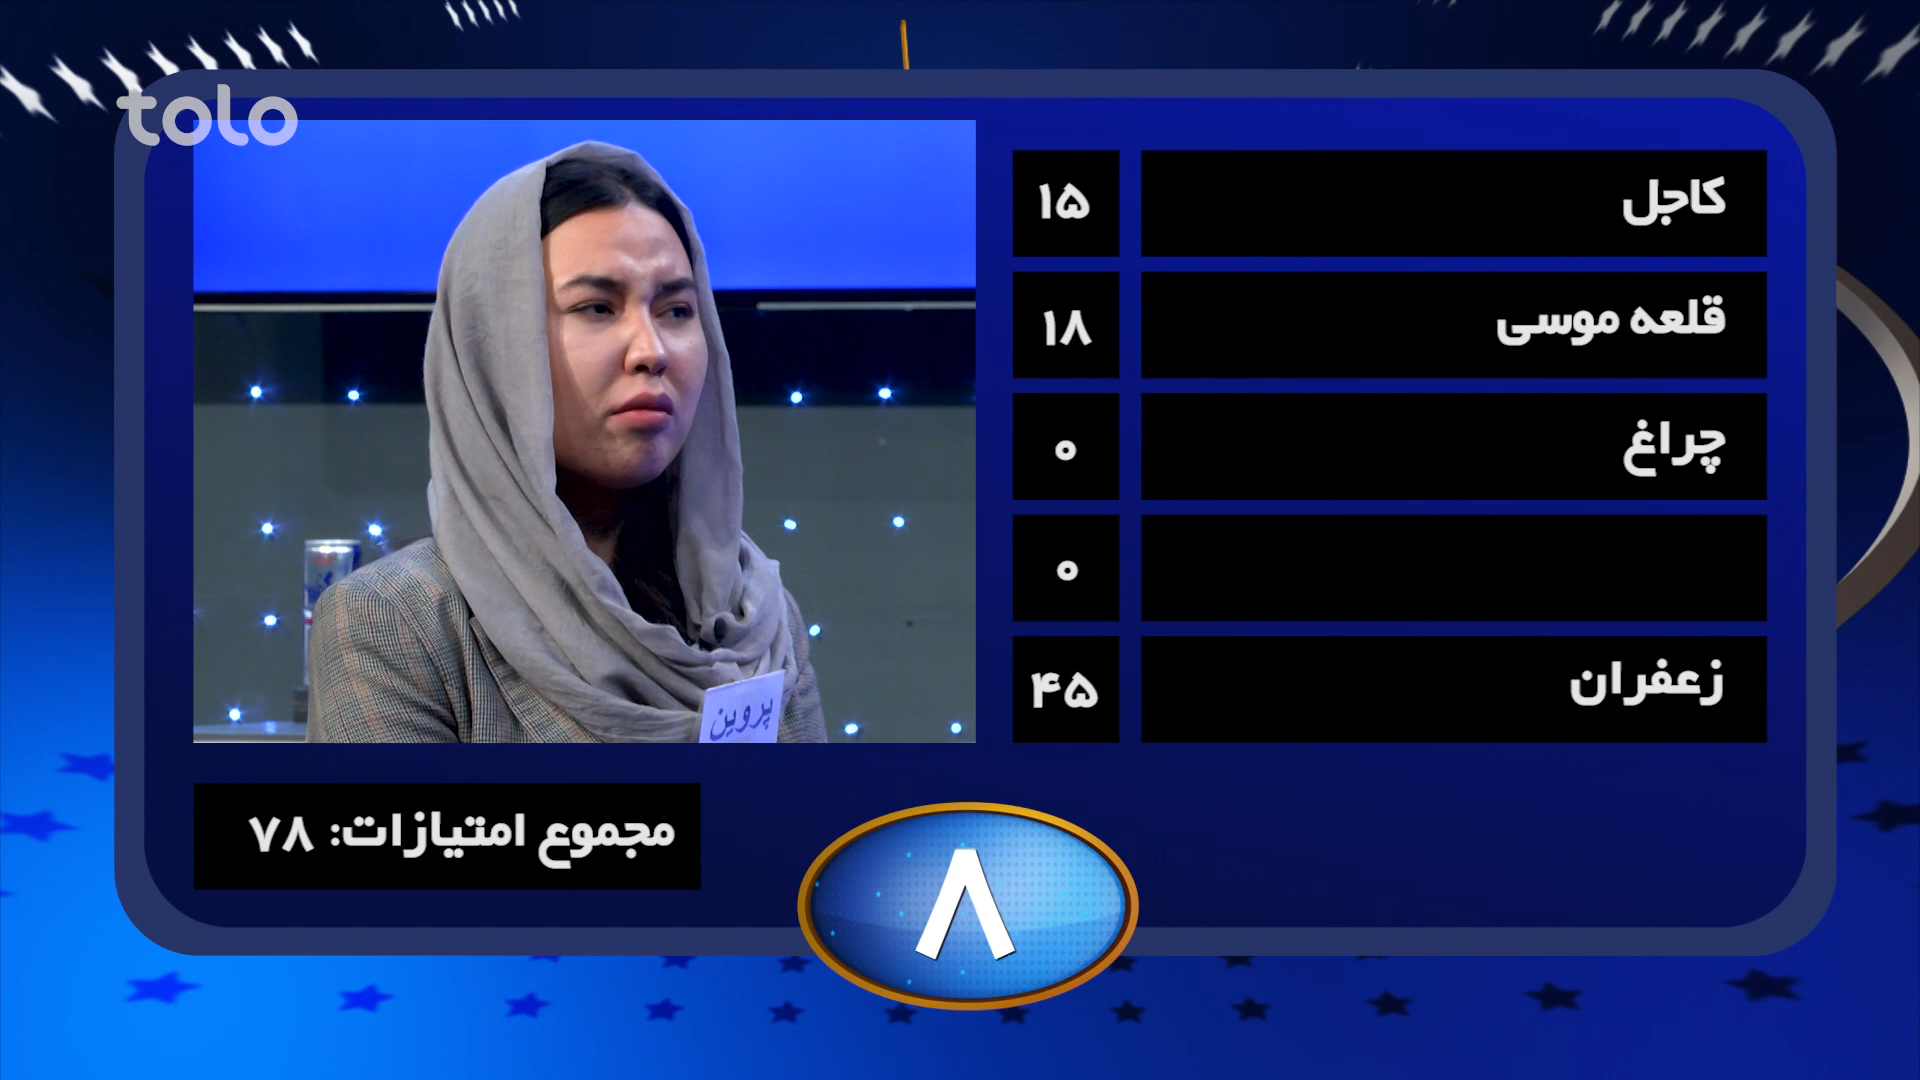 tolo
کاجل
۱۵
قلعه موسی
۱۸
چراغ
۰
۰
زعفران
۴۵
پروین
مجموع امتیازات: ۷۸
۸